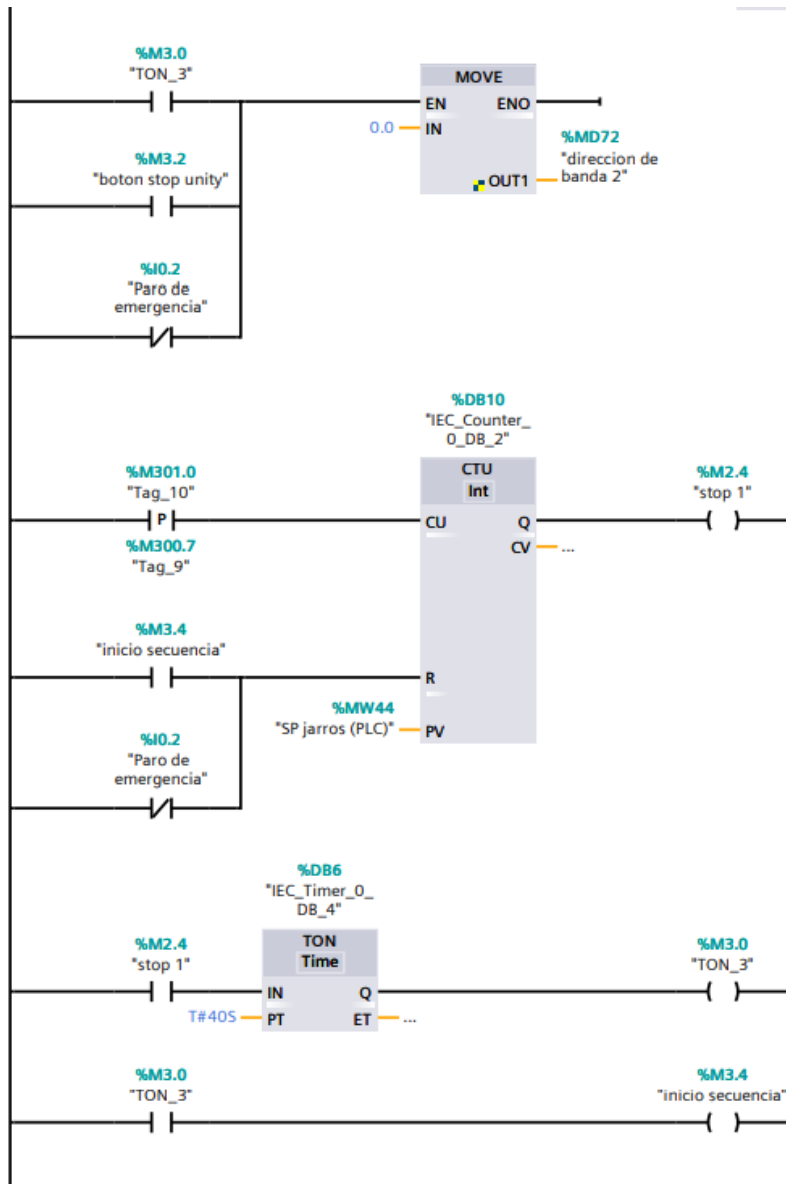 %M3.0
"TON_3"
MOVE
EN ENO
0.0 IN
%MD72
"direccion de
banda 2"
OUT1
%M3.2
"boton stop unity"
%I0.2
"Paro de
emergencia"
%DB10
"IEC_Counter_
0_DB_2"
CTU
Int
%M301.0
"Tag_10"
P
%M300.7
"Tag_9"
CU Q
CV ...
%M2.4
"stop 1"
%M3.4
"inicio secuencia"
R
%MW44
"SP jarros (PLC)" PV
%I0.2
"Paro de
emergencia"
%DB6
"IEC_Timer_0_
DB_4"
TON
Time
%M2.4
"stop 1"
IN Q
T#40S PT ET ...
%M3.0
"TON_3"
%M3.0
"TON_3"
%M3.4
"inicio secuencia"